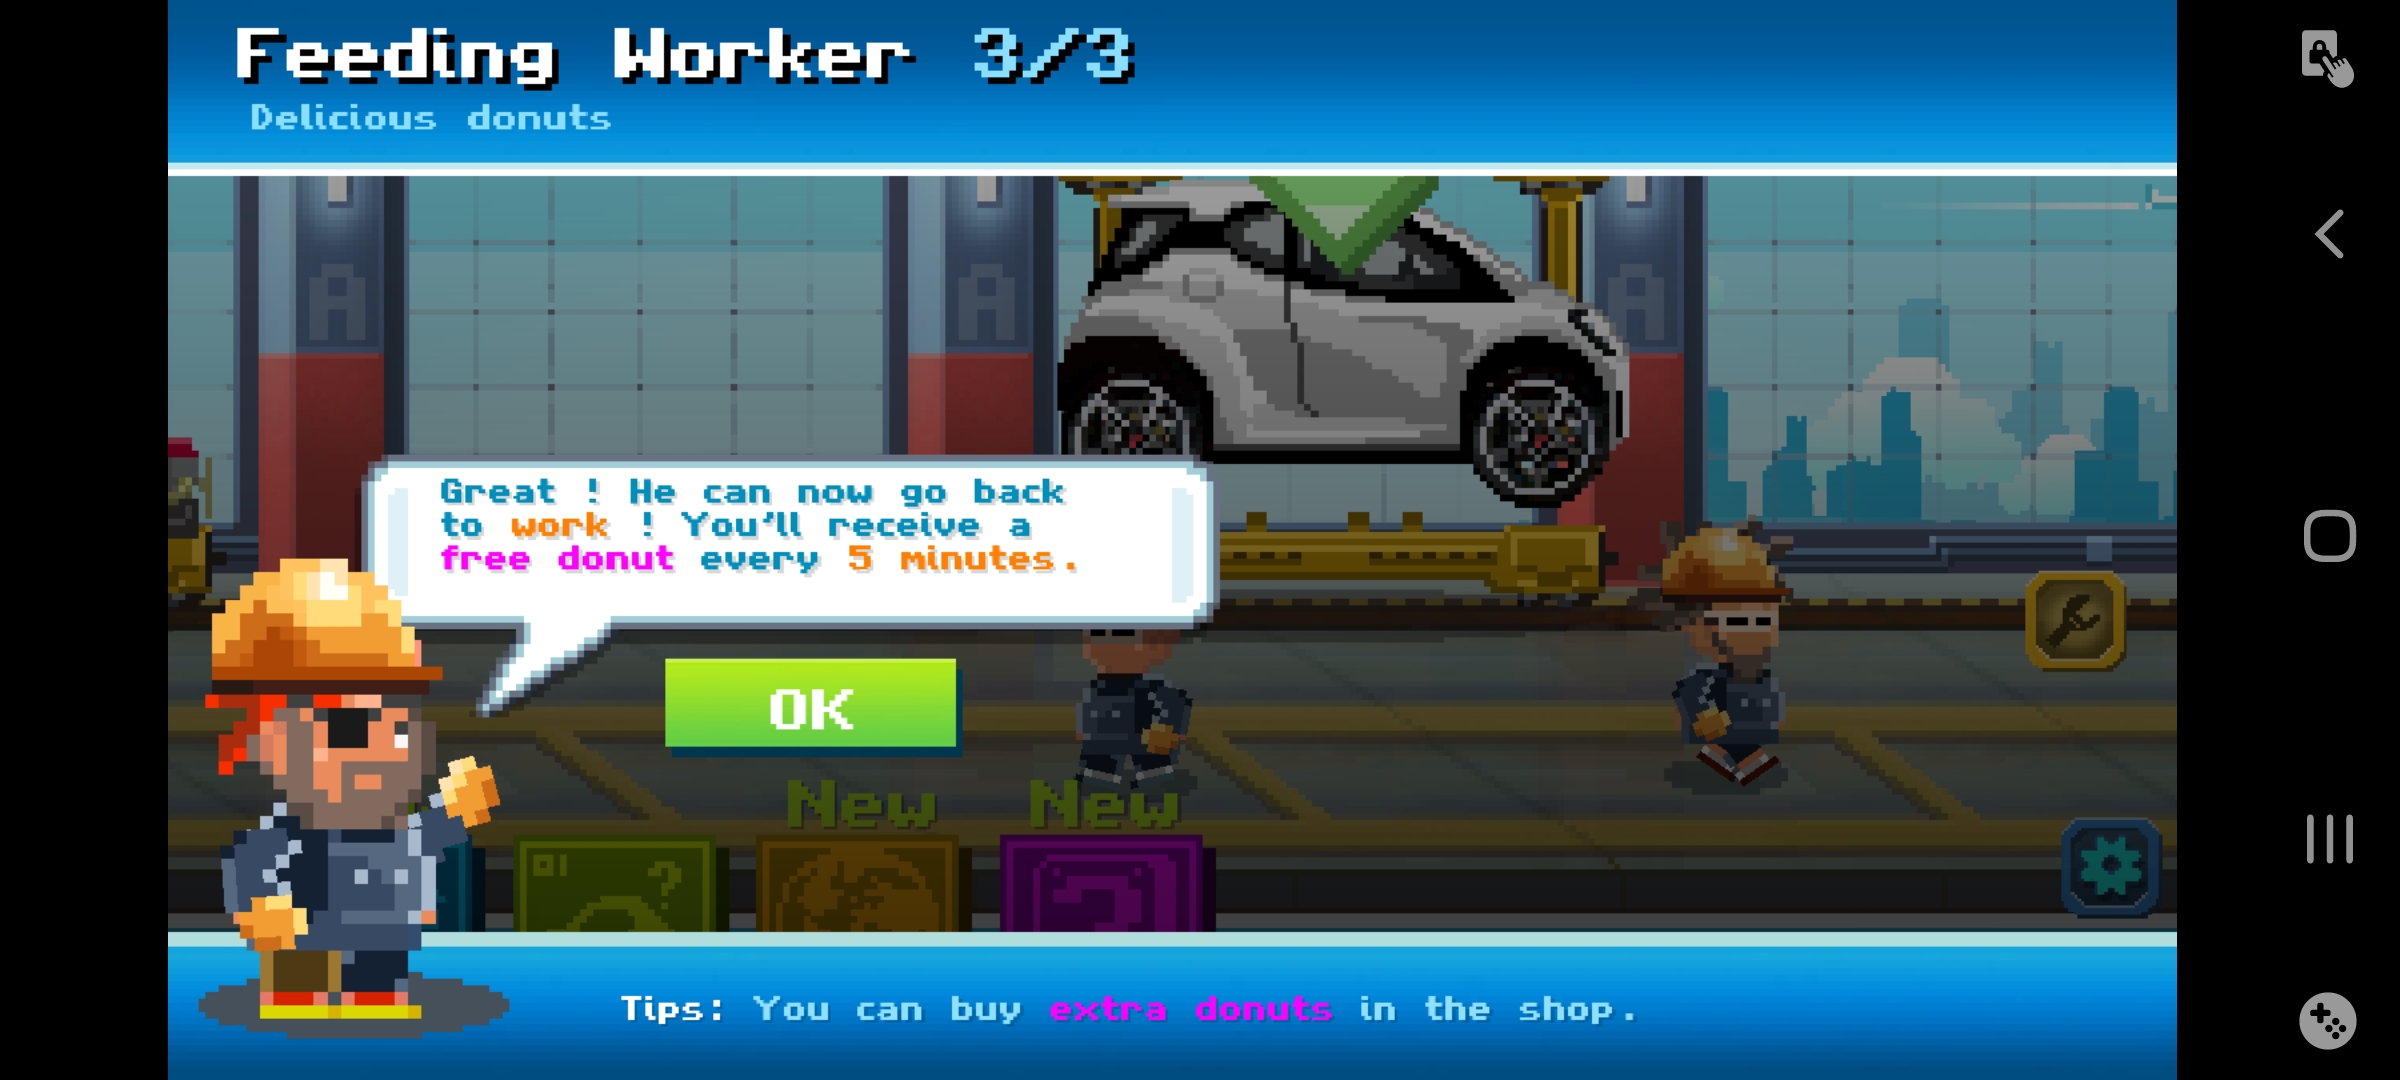 Feeding Worker 3/3
Delicious donuts
A A A
Great ! He can now go back
to work ! You'll receive a
free donut every 5 minutes.
OK
New New
?
Tips: You can buy extra donuts in the shop.